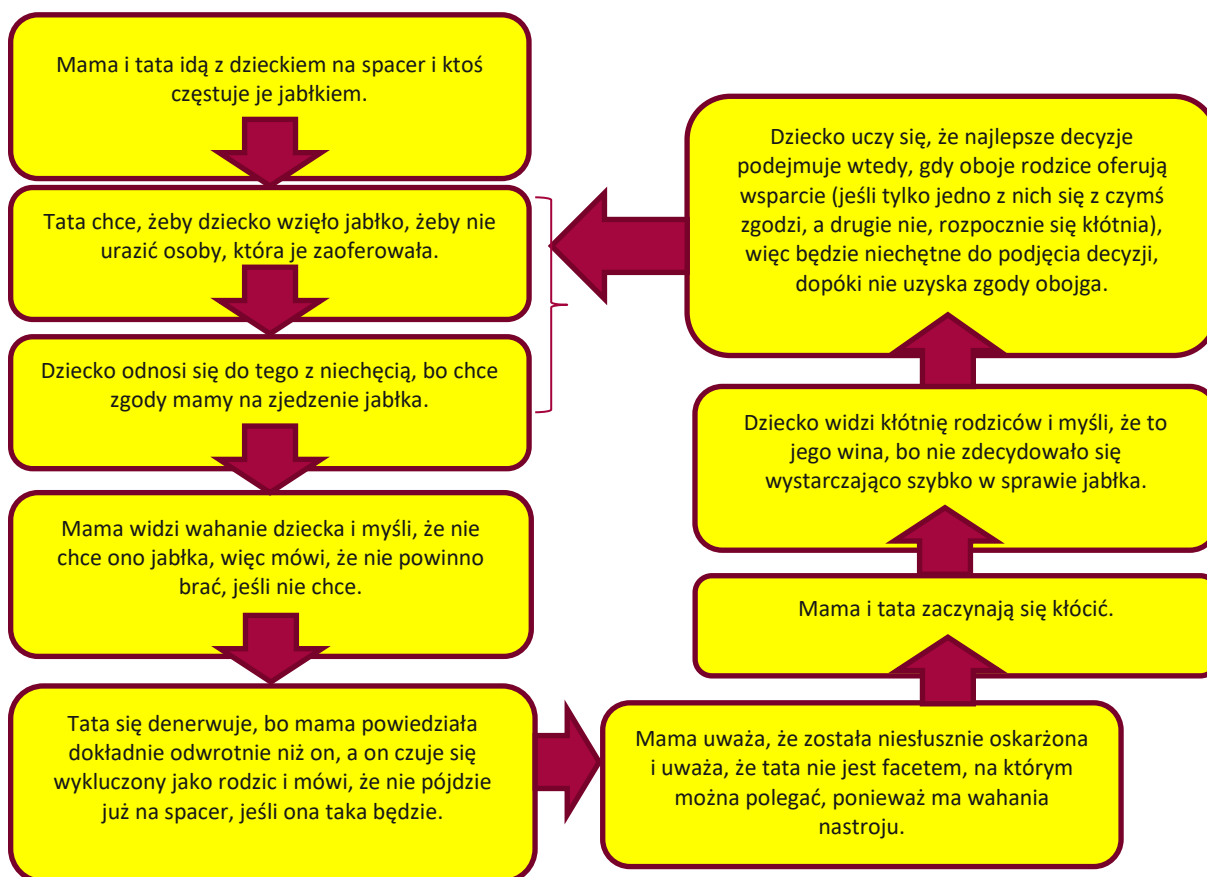 Mama i tata idą z dzieckiem na spacer i ktoś
częstuje je jabłkiem.
Tata chce, żeby dziecko wzięło jabłko, żeby nie
urazić osoby, która je zaoferowała.
Dziecko odnosi się do tego z niechęcią, bo chce
zgody mamy na zjedzenie jabłka.
Mama widzi wahanie dziecka i myśli, że nie
chce ono jabłka, więc mówi, że nie powinno
brać, jeśli nie chce.
Tata się denerwuje, bo mama powiedziała
dokładnie odwrotnie niż on, a on czuje się
wykluczony jako rodzic i mówi, że nie pójdzie
już na spacer, jeśli ona taka będzie.
Mama uważa, że została niesłusznie oskarżona
i uważa, że tata nie jest facetem, na którym
można polegać, ponieważ ma wahania
nastroju.
Mama i tata zaczynają się kłócić.
Dziecko widzi kłótnię rodziców i myśli, że to
jego wina, bo nie zdecydowało się
wystarczająco szybko w sprawie jabłka.
Dziecko uczy się, że najlepsze decyzje
podejmuje wtedy, gdy oboje rodzice oferują
wsparcie (jeśli tylko jedno z nich się z czymś
zgodzi, a drugie nie, rozpocznie się kłótnia),
więc będzie niechętne do podjęcia decyzji,
dopóki nie uzyska zgody obojga.